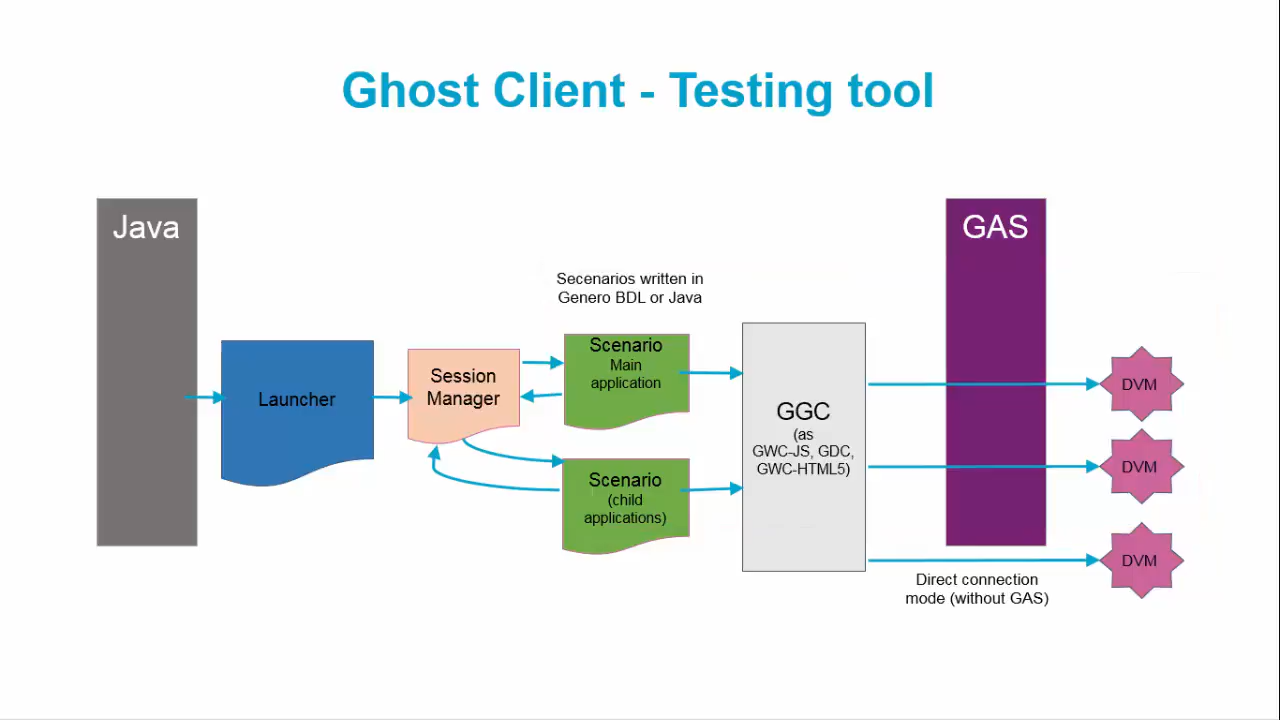 Ghost Client - Testing tool
Java
GAS
Secenarios written in
Genero BDL or Java
Launcher
Session
Manager
Scenario
Main
application
Scenario
(child
applications)
GGC
(as
GWC-JS, GDC,
GWC-HTML5)
DVM
DVM
DVM
Direct connection
mode (without GAS)